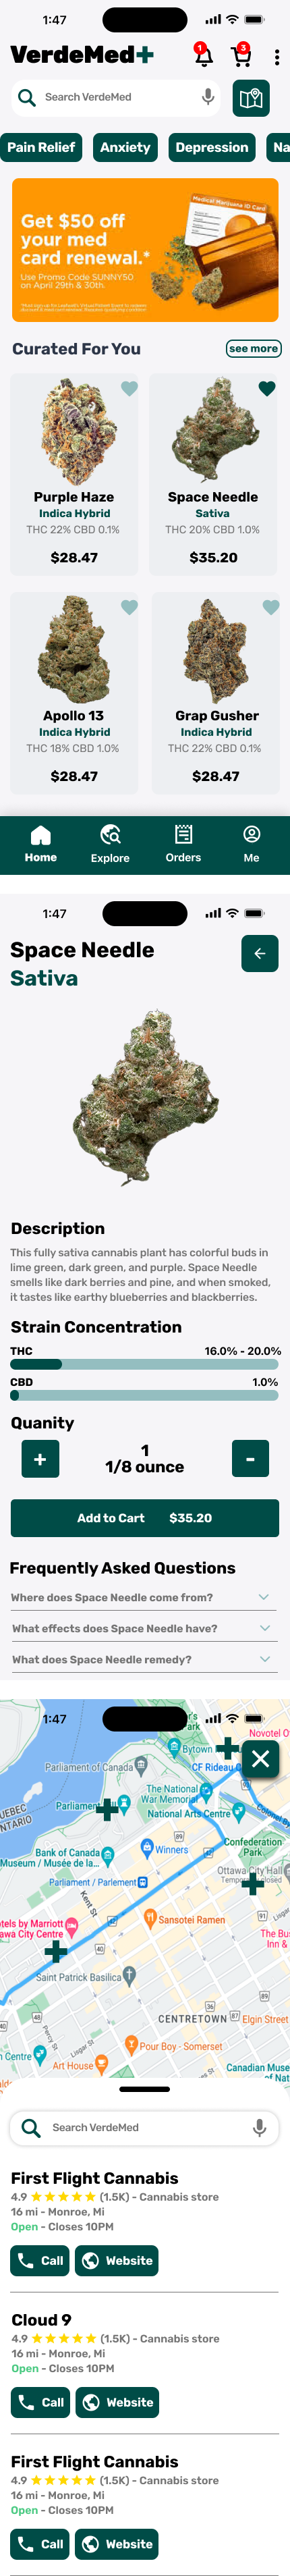 1:47
VerdeMed+
1
3
Search VerdeMed
Pain Relief
Anxiety
Depression
Na
Get $50 off
your med
card renewal.*
Use Promo Code SUNNY50
on April 29th & 30th.
Medical Marijuana ID Card
Curated For You
see more
Purple Haze
Indica Hybrid
THC 22% CBD 0.1%
$28.47
Space Needle
Sativa
THC 20% CBD 1.0%
$35.20
Apollo 13
Indica Hybrid
THC 18% CBD 1.0%
$28.47
Grap Gusher
Indica Hybrid
THC 22% CBD 0.1%
$28.47
Home
Explore
Orders
Me
1:47
Space Needle
Sativa
Description
This fully sativa cannabis plant has colorful buds in
lime green, dark green, and purple. Space Needle
smells like dark berries and pine, and when smoked,
it tastes like earthy blueberries and blackberries.
Strain Concentration
THC
16.0% - 20.0%
CBD
1.0%
Quanity
+
1
1/8 ounce
-
Add to Cart $35.20
Frequently Asked Questions
Where does Space Needle come from?
What effects does Space Needle have?
What does Space Needle remedy?
1:47
Novotel O
Bytown
Parliament of Canada
CF Rideau
The National
War Memorial
Parliament
National Arts Centre
Colonel By
UEBEC
NTARIO
89
Confederation
Park
Winners
Bank of Canada
Museum / Musée de la...
Ottawa City Hall
Temporarily closed
Parliament / Parlement
Kent St
91
Lisgar
Sansotel Ramen
tels by Marriott
awa City Centre
The Bu
Inn &
42
40
Saint Patrick Basilica
89
36
48
CENTRETOWN
87
Elgin Street
Percy St
Lisgar St
Pour Boy - Somerset
n Centre
Art House
Canadian Muse
of Nat
40
Search VerdeMed
First Flight Cannabis
4.9 ★★★★★ (1.5K) - Cannabis store
16 mi - Monroe, Mi
Open - Closes 10PM
Call
Website
Cloud 9
4.9 ★★★★★ (1.5K) - Cannabis store
16 mi - Monroe, Mi
Open - Closes 10PM
Call
Website
First Flight Cannabis
4.9 ★★★★★ (1.5K) - Cannabis store
16 mi - Monroe, Mi
Open - Closes 10PM
Call
Website